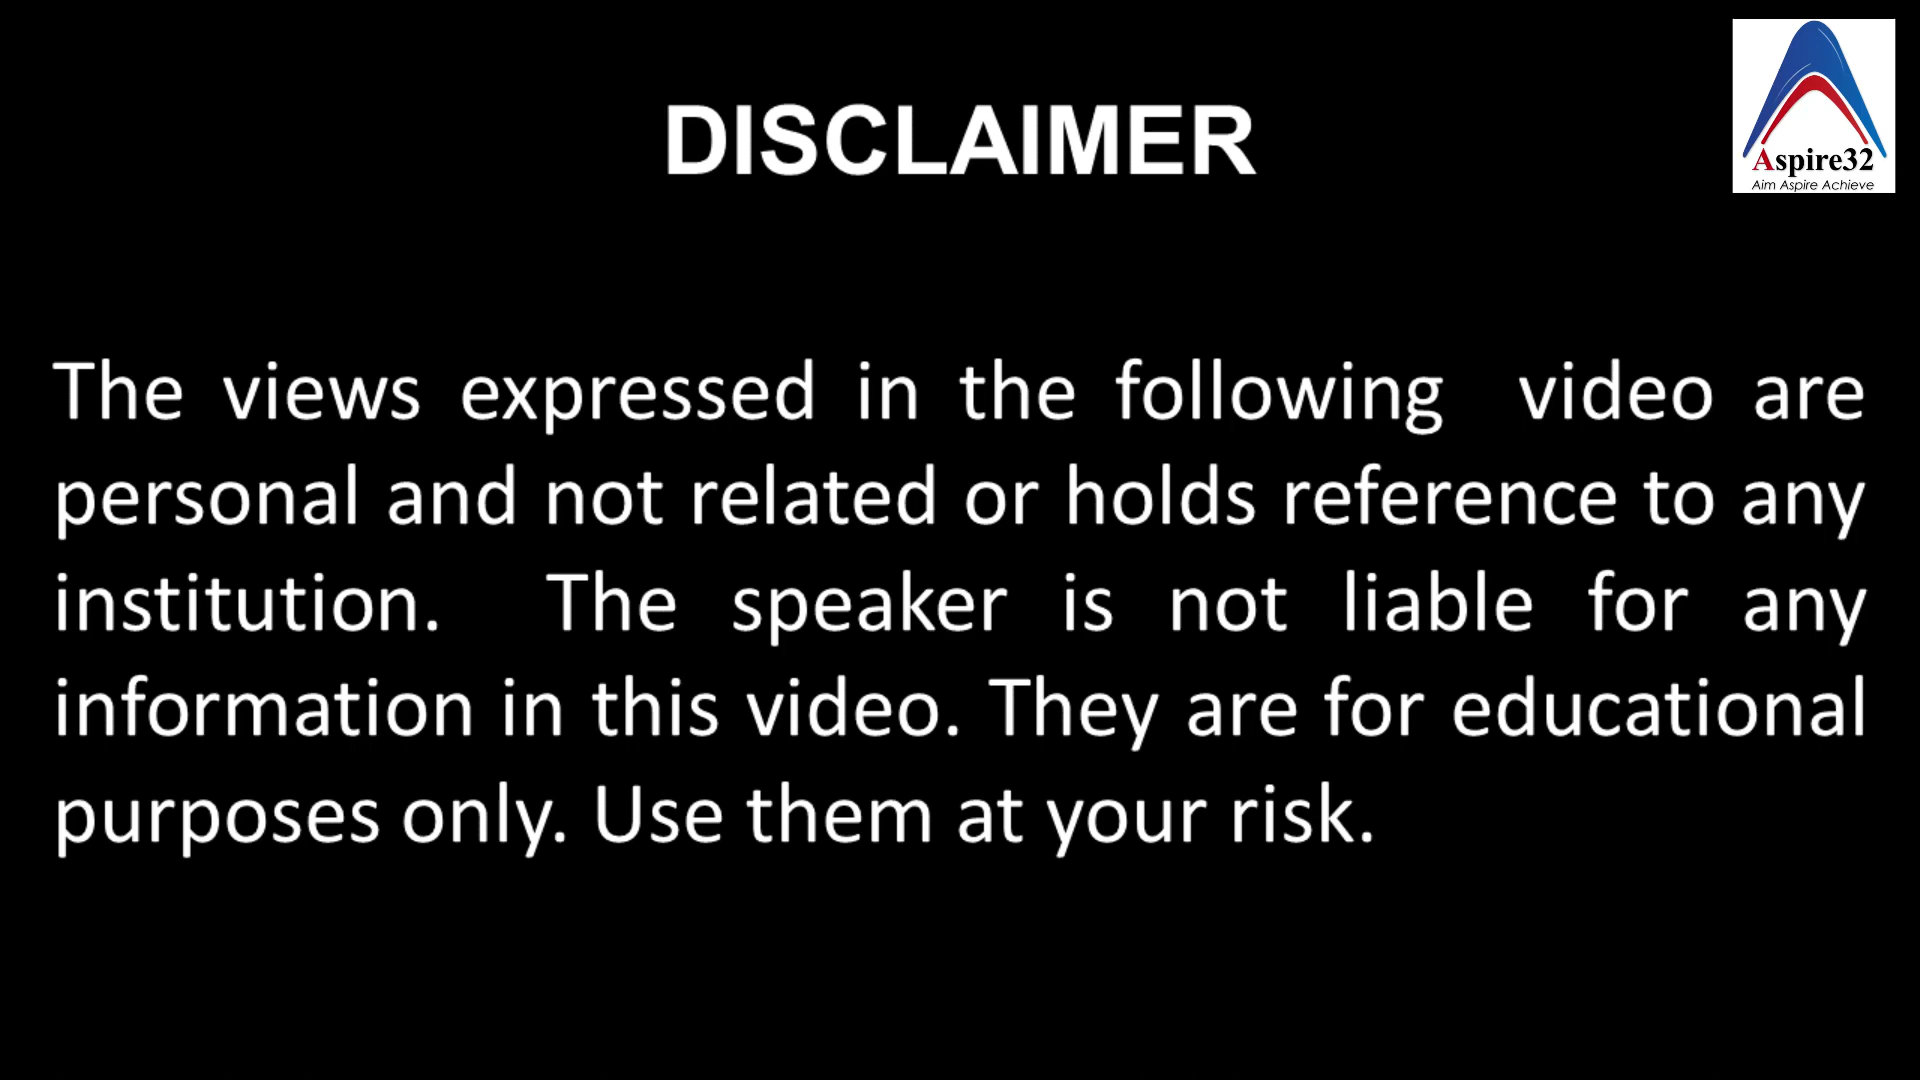 DISCLAIMER
Aspire32
Aim Aspire Achieve
The views expressed in the following video are
personal and not related or holds reference to any
institution. The speaker is not liable for any
information in this video. They are for educational
purposes only. Use them at your risk.